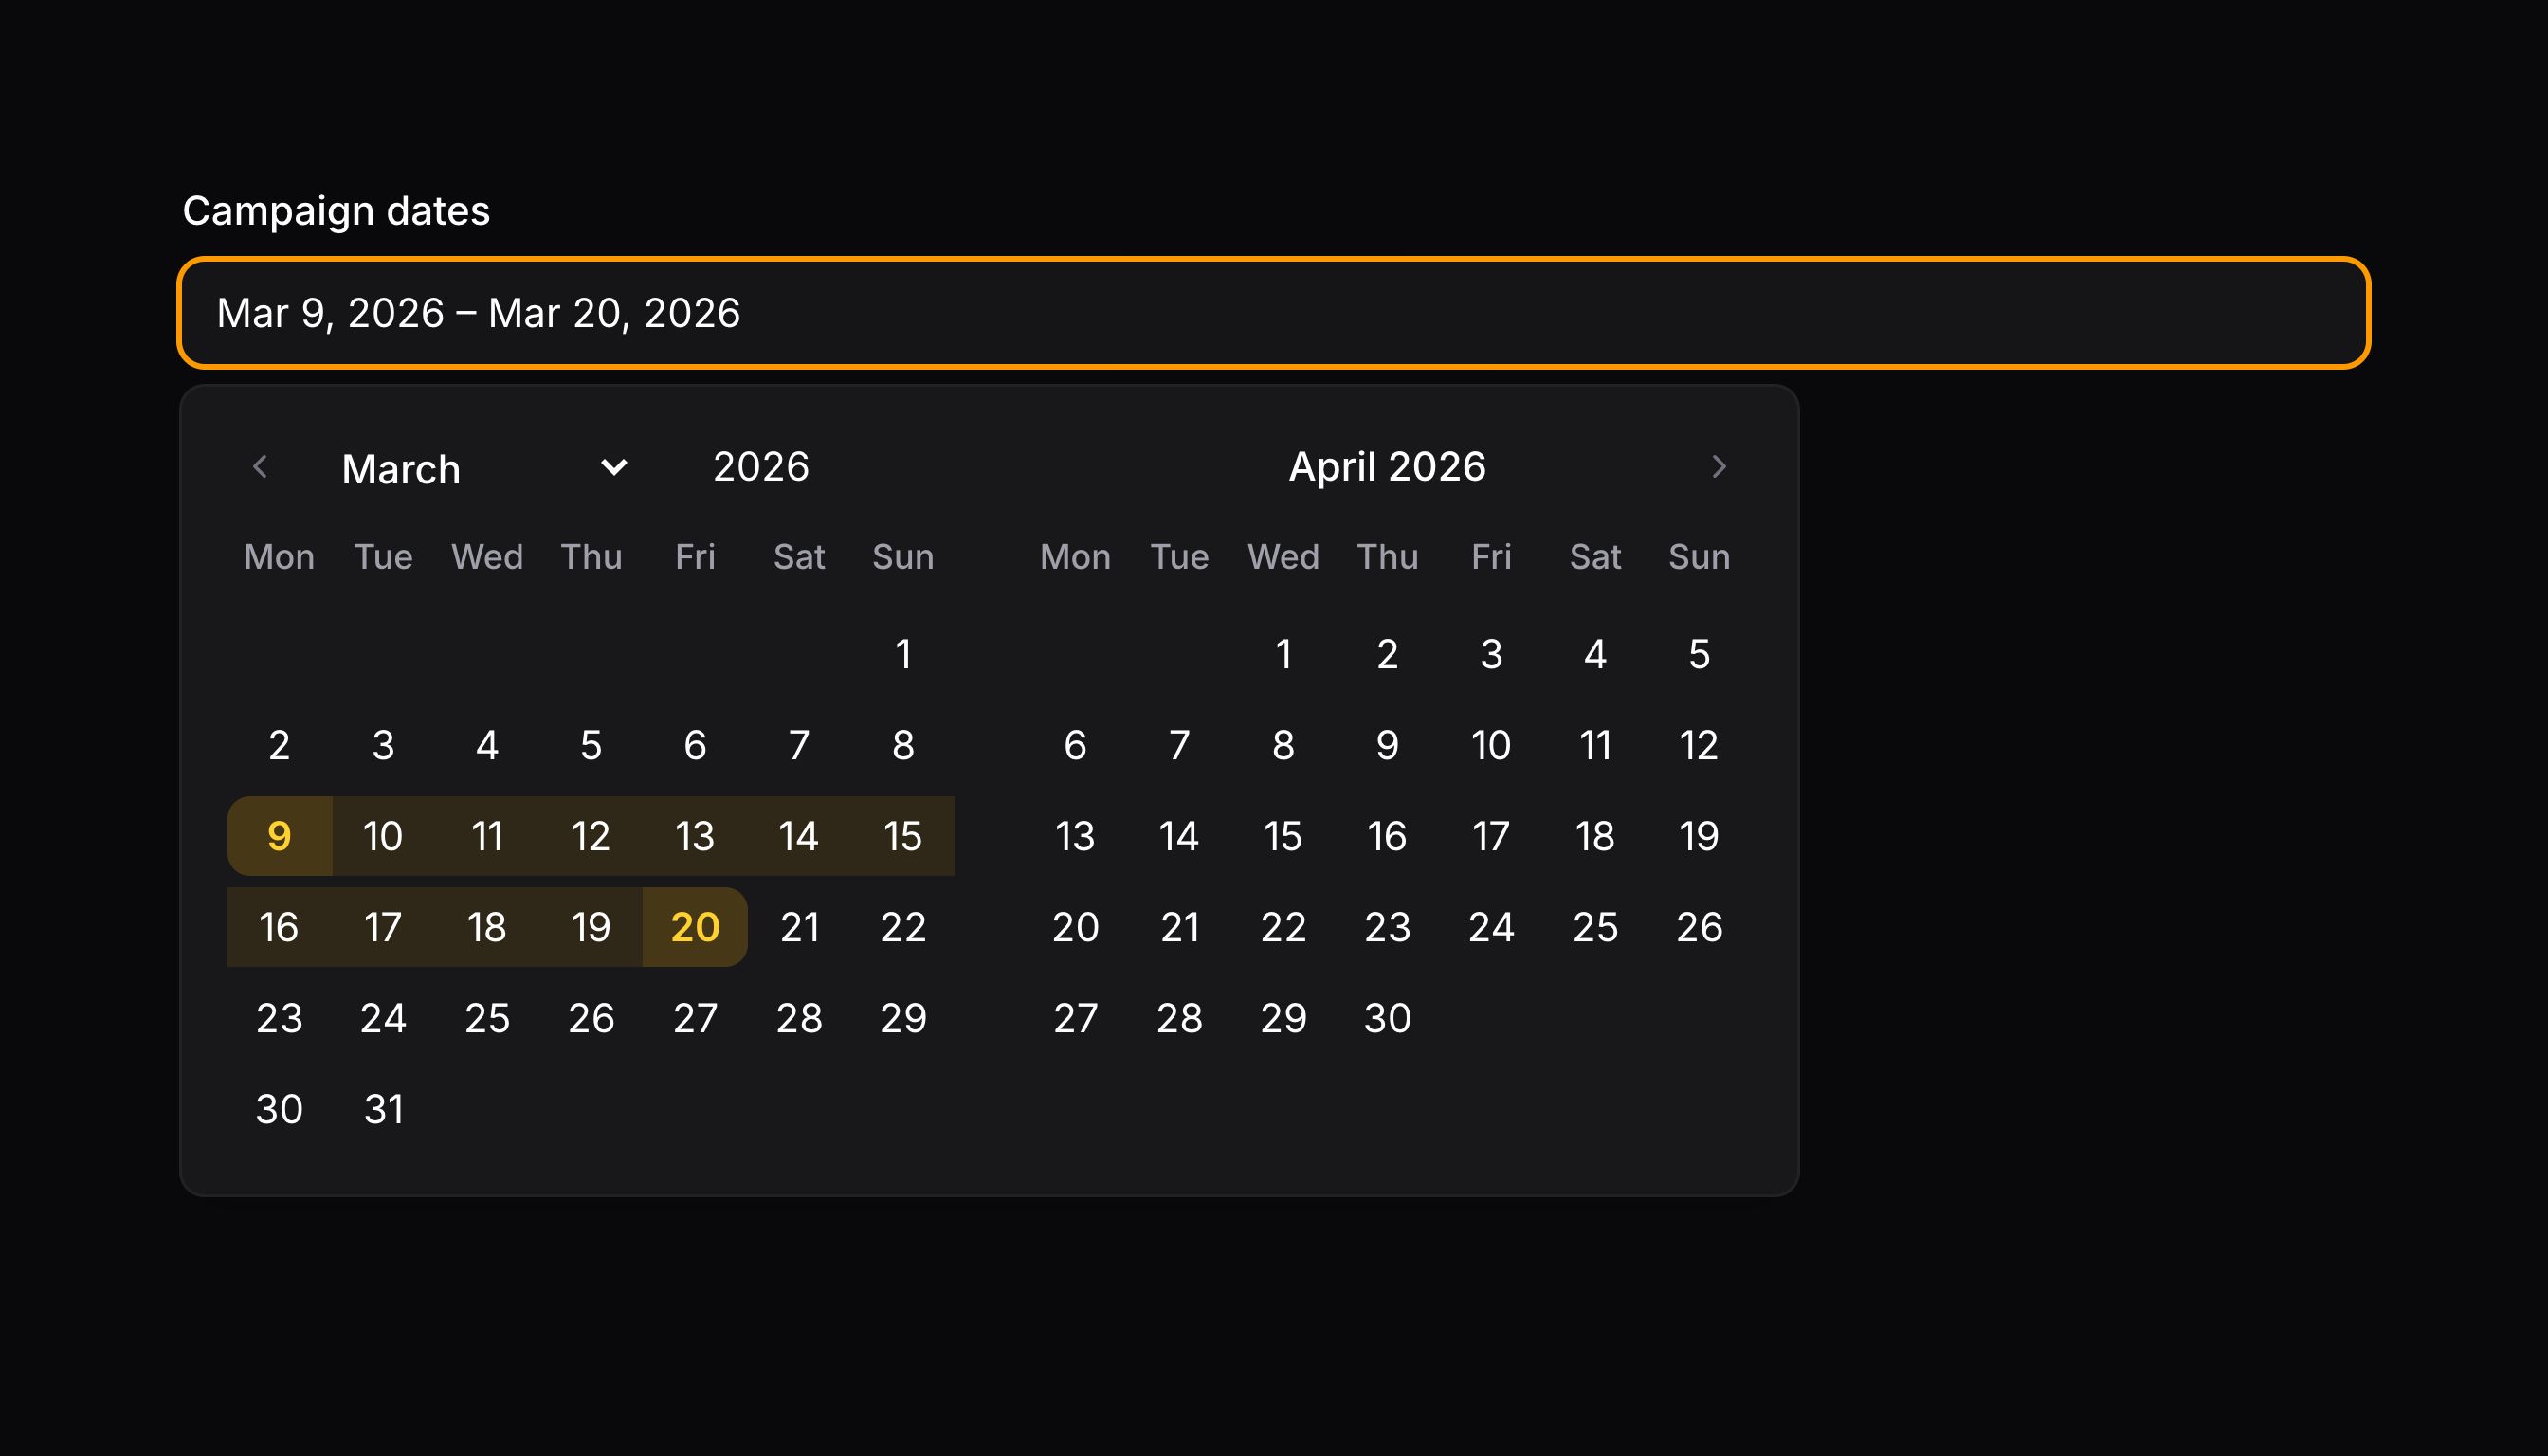 Campaign dates
Mar 9, 2026 – Mar 20, 2026
March 2026
Mon Tue Wed Thu Fri Sat Sun
1
2 3 4 5 6 7 8
9 10 11 12 13 14 15
16 17 18 19 20 21 22
23 24 25 26 27 28 29
30 31
April 2026
Mon Tue Wed Thu Fri Sat Sun
1 2 3 4 5
6 7 8 9 10 11 12
13 14 15 16 17 18 19
20 21 22 23 24 25 26
27 28 29 30